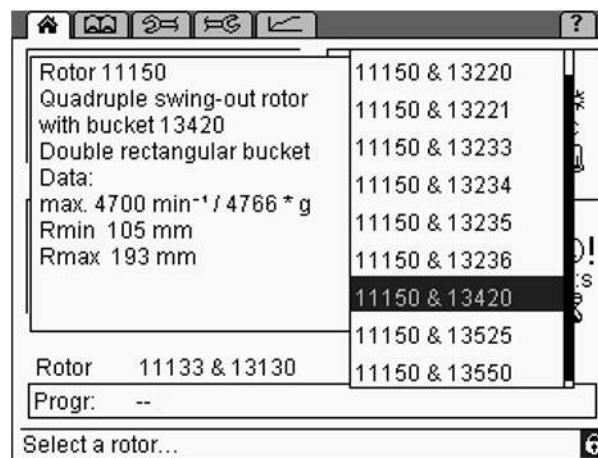 ?
Rotor 11150
Quadruple swing-out rotor
with bucket 13420
Double rectangular bucket
Data:
max. 4700 min⁻¹ / 4766 * g
Rmin 105 mm
Rmax 193 mm
11150 & 13220
11150 & 13221
11150 & 13233
11150 & 13234
11150 & 13235
11150 & 13236
11150 & 13420
11150 & 13525
11150 & 13550
Rotor 11133 & 13130
Progr: --
Select a rotor...